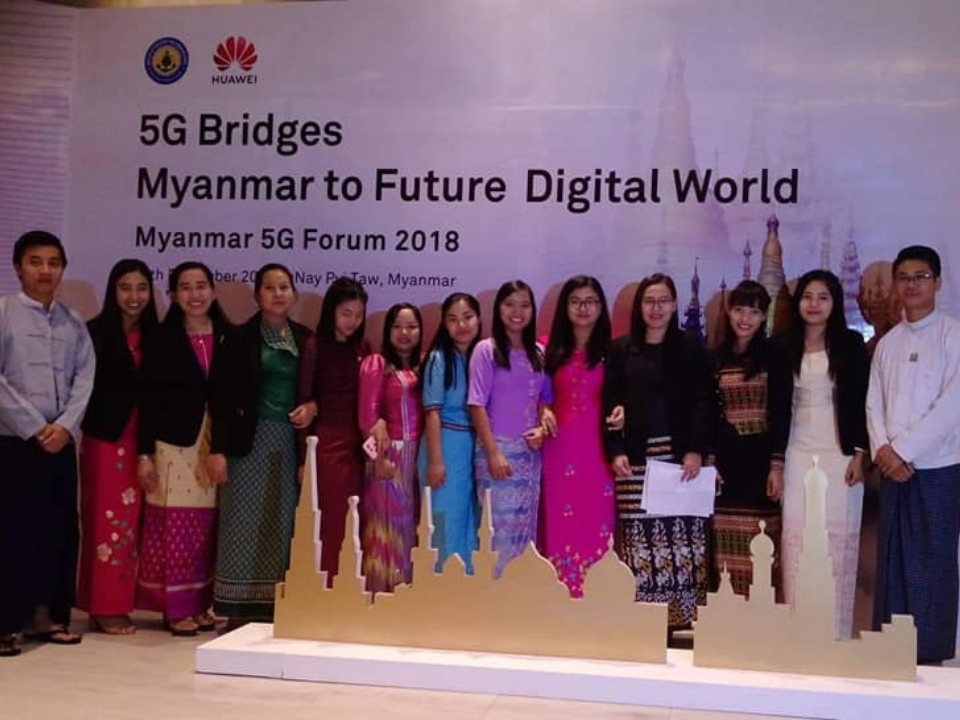 HUAWEI
5G Bridges
Myanmar to Future Digital World
Myanmar 5G Forum 2018
Nay Pyi Taw, Myanmar